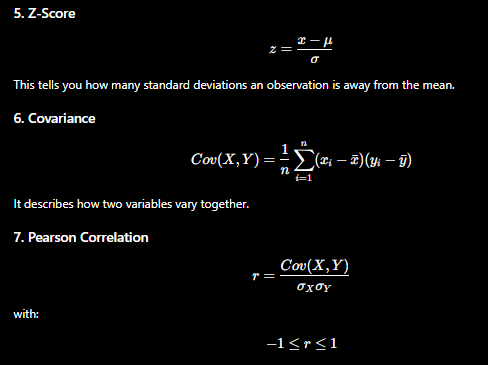 5. Z-Score
z = \frac{x - \mu}{\sigma}
This tells you how many standard deviations an observation is away from the mean.
6. Covariance
Cov(X, Y) = \frac{1}{n} \sum_{i=1}^{n} (x_i - \bar{x})(y_i - \bar{y})
It describes how two variables vary together.
7. Pearson Correlation
r = \frac{Cov(X, Y)}{\sigma_X \sigma_Y}
with:
-1 ≤ r ≤ 1